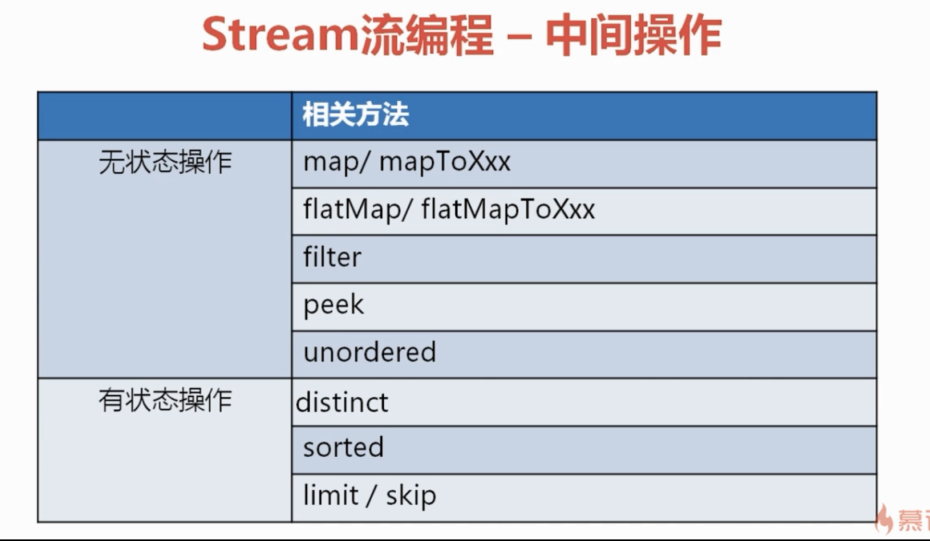 Stream流编程 – 中间操作
相关方法
无状态操作
map/ mapToXxx
flatMap/ flatMapToXxx
filter
peek
unordered
有状态操作
distinct
sorted
limit / skip
慕